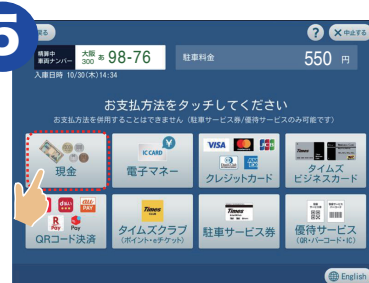 5
戻る
? ×中止する
精算中
車両ナンバー
大阪 300 あ 98-76
駐車料金 550 円
入庫日時 10/30(木)14:34
お支払方法をタッチしてください
お支払方法を併用することはできません(駐車サービス券/優待サービスのみ可能です)
現金
IC CARD ¥
電子マネー
VISA JCB
クレジットカード
Times
タイムズ
ビジネスカード
d払い au PAY
R Pay
QRコード決済
Times CLUB
タイムズクラブ
(ポイント・eチケット)
Times
駐車サービス券
優待サービス
(QR・バーコード・IC)
English